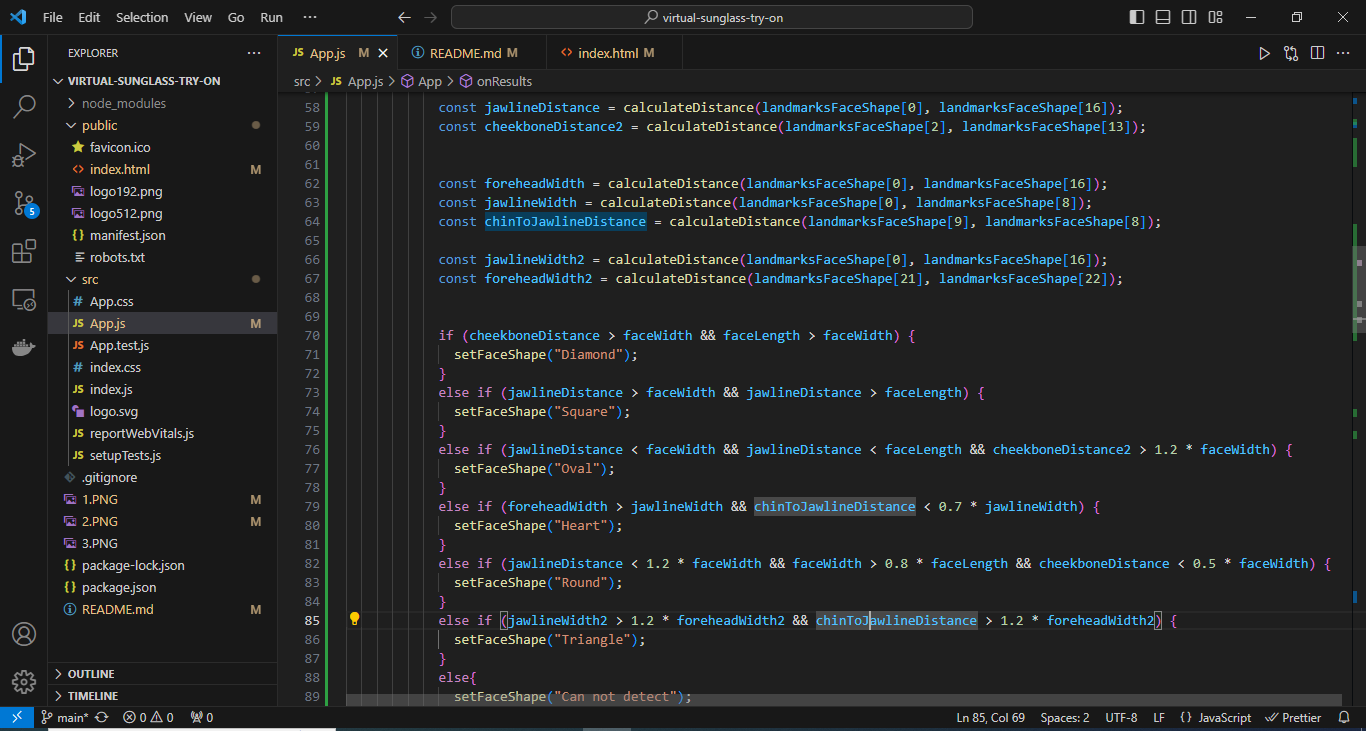 File Edit Selection View Go Run ···
virtual-sunglass-try-on
EXPLORER ···
VIRTUAL-SUNGLASS-TRY-ON
node_modules
public
favicon.ico
index.html M
logo192.png
logo512.png
manifest.json
robots.txt
src
App.css
App.js M
App.test.js
index.css
index.js
logo.svg
reportWebVitals.js
setupTests.js
.gitignore
1.PNG M
2.PNG M
3.PNG
package-lock.json
package.json
README.md M
OUTLINE
TIMELINE
5
JS App.js M
README.md M
index.html M
src > JS App.js > App > onResults
58 const jawlineDistance = calculateDistance(landmarksFaceShape[0], landmarksFaceShape[16]);
59 const cheekboneDistance2 = calculateDistance(landmarksFaceShape[2], landmarksFaceShape[13]);
60
61
62 const foreheadWidth = calculateDistance(landmarksFaceShape[0], landmarksFaceShape[16]);
63 const jawlineWidth = calculateDistance(landmarksFaceShape[0], landmarksFaceShape[8]);
64 const chinToJawlineDistance = calculateDistance(landmarksFaceShape[9], landmarksFaceShape[8]);
65
66 const jawlineWidth2 = calculateDistance(landmarksFaceShape[0], landmarksFaceShape[16]);
67 const foreheadWidth2 = calculateDistance(landmarksFaceShape[21], landmarksFaceShape[22]);
68
69
70 if (cheekboneDistance > faceWidth && faceLength > faceWidth) {
71 setFaceShape("Diamond");
72 }
73 else if (jawlineDistance > faceWidth && jawlineDistance > faceLength) {
74 setFaceShape("Square");
75 }
76 else if (jawlineDistance < faceWidth && jawlineDistance < faceLength && cheekboneDistance2 > 1.2 * faceWidth) {
77 setFaceShape("Oval");
78 }
79 else if (foreheadWidth > jawlineWidth && chinToJawlineDistance < 0.7 * jawlineWidth) {
80 setFaceShape("Heart");
81 }
82 else if (jawlineDistance < 1.2 * faceWidth && faceWidth > 0.8 * faceLength && cheekboneDistance < 0.5 * faceWidth) {
83 setFaceShape("Round");
84 }
85 else if (jawlineWidth2 > 1.2 * foreheadWidth2 && chinToJawlineDistance > 1.2 * foreheadWidth2) {
86 setFaceShape("Triangle");
87 }
88 else{
89 setFaceShape("Can not detect");
main* 0 0 0 Ln 85, Col 69 Spaces: 2 UTF-8 LF {} JavaScript Prettier